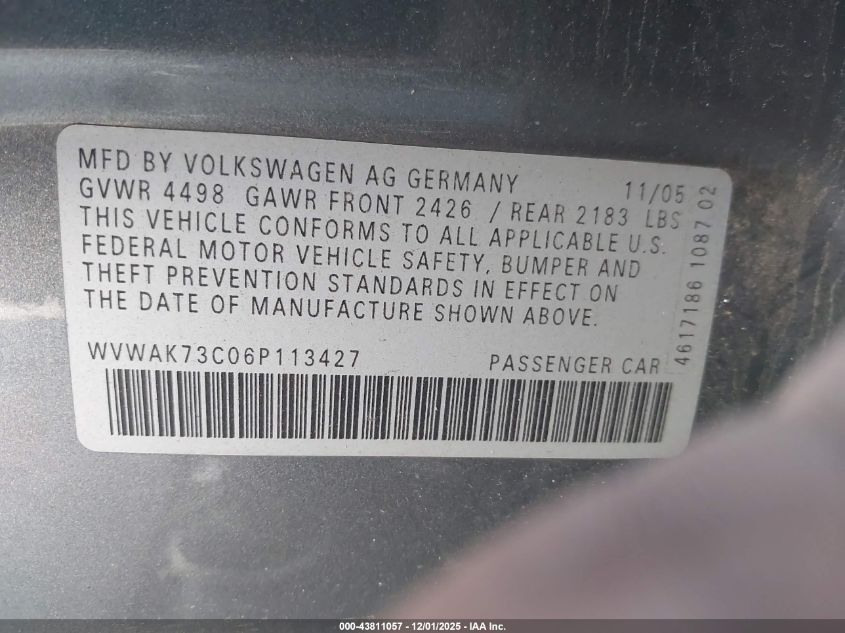 MFD BY VOLKSWAGEN AG GERMANY 11/05
GVWR 4498 GAWR FRONT 2426 / REAR 2183 LBS
THIS VEHICLE CONFORMS TO ALL APPLICABLE U.S.
FEDERAL MOTOR VEHICLE SAFETY, BUMPER AND
THEFT PREVENTION STANDARDS IN EFFECT ON
THE DATE OF MANUFACTURE SHOWN ABOVE.
WVWAK73C06P113427 PASSENGER CAR
4617186 1087 02
000-43811057 - 12/01/2025 - IAA Inc.